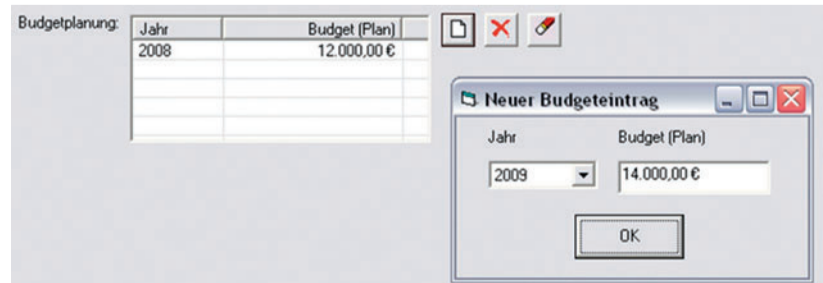 Budgetplanung:
Jahr Budget (Plan)
2008 12.000,00 €
Neuer Budgeteintrag
Jahr Budget (Plan)
2009 14.000,00 €
OK